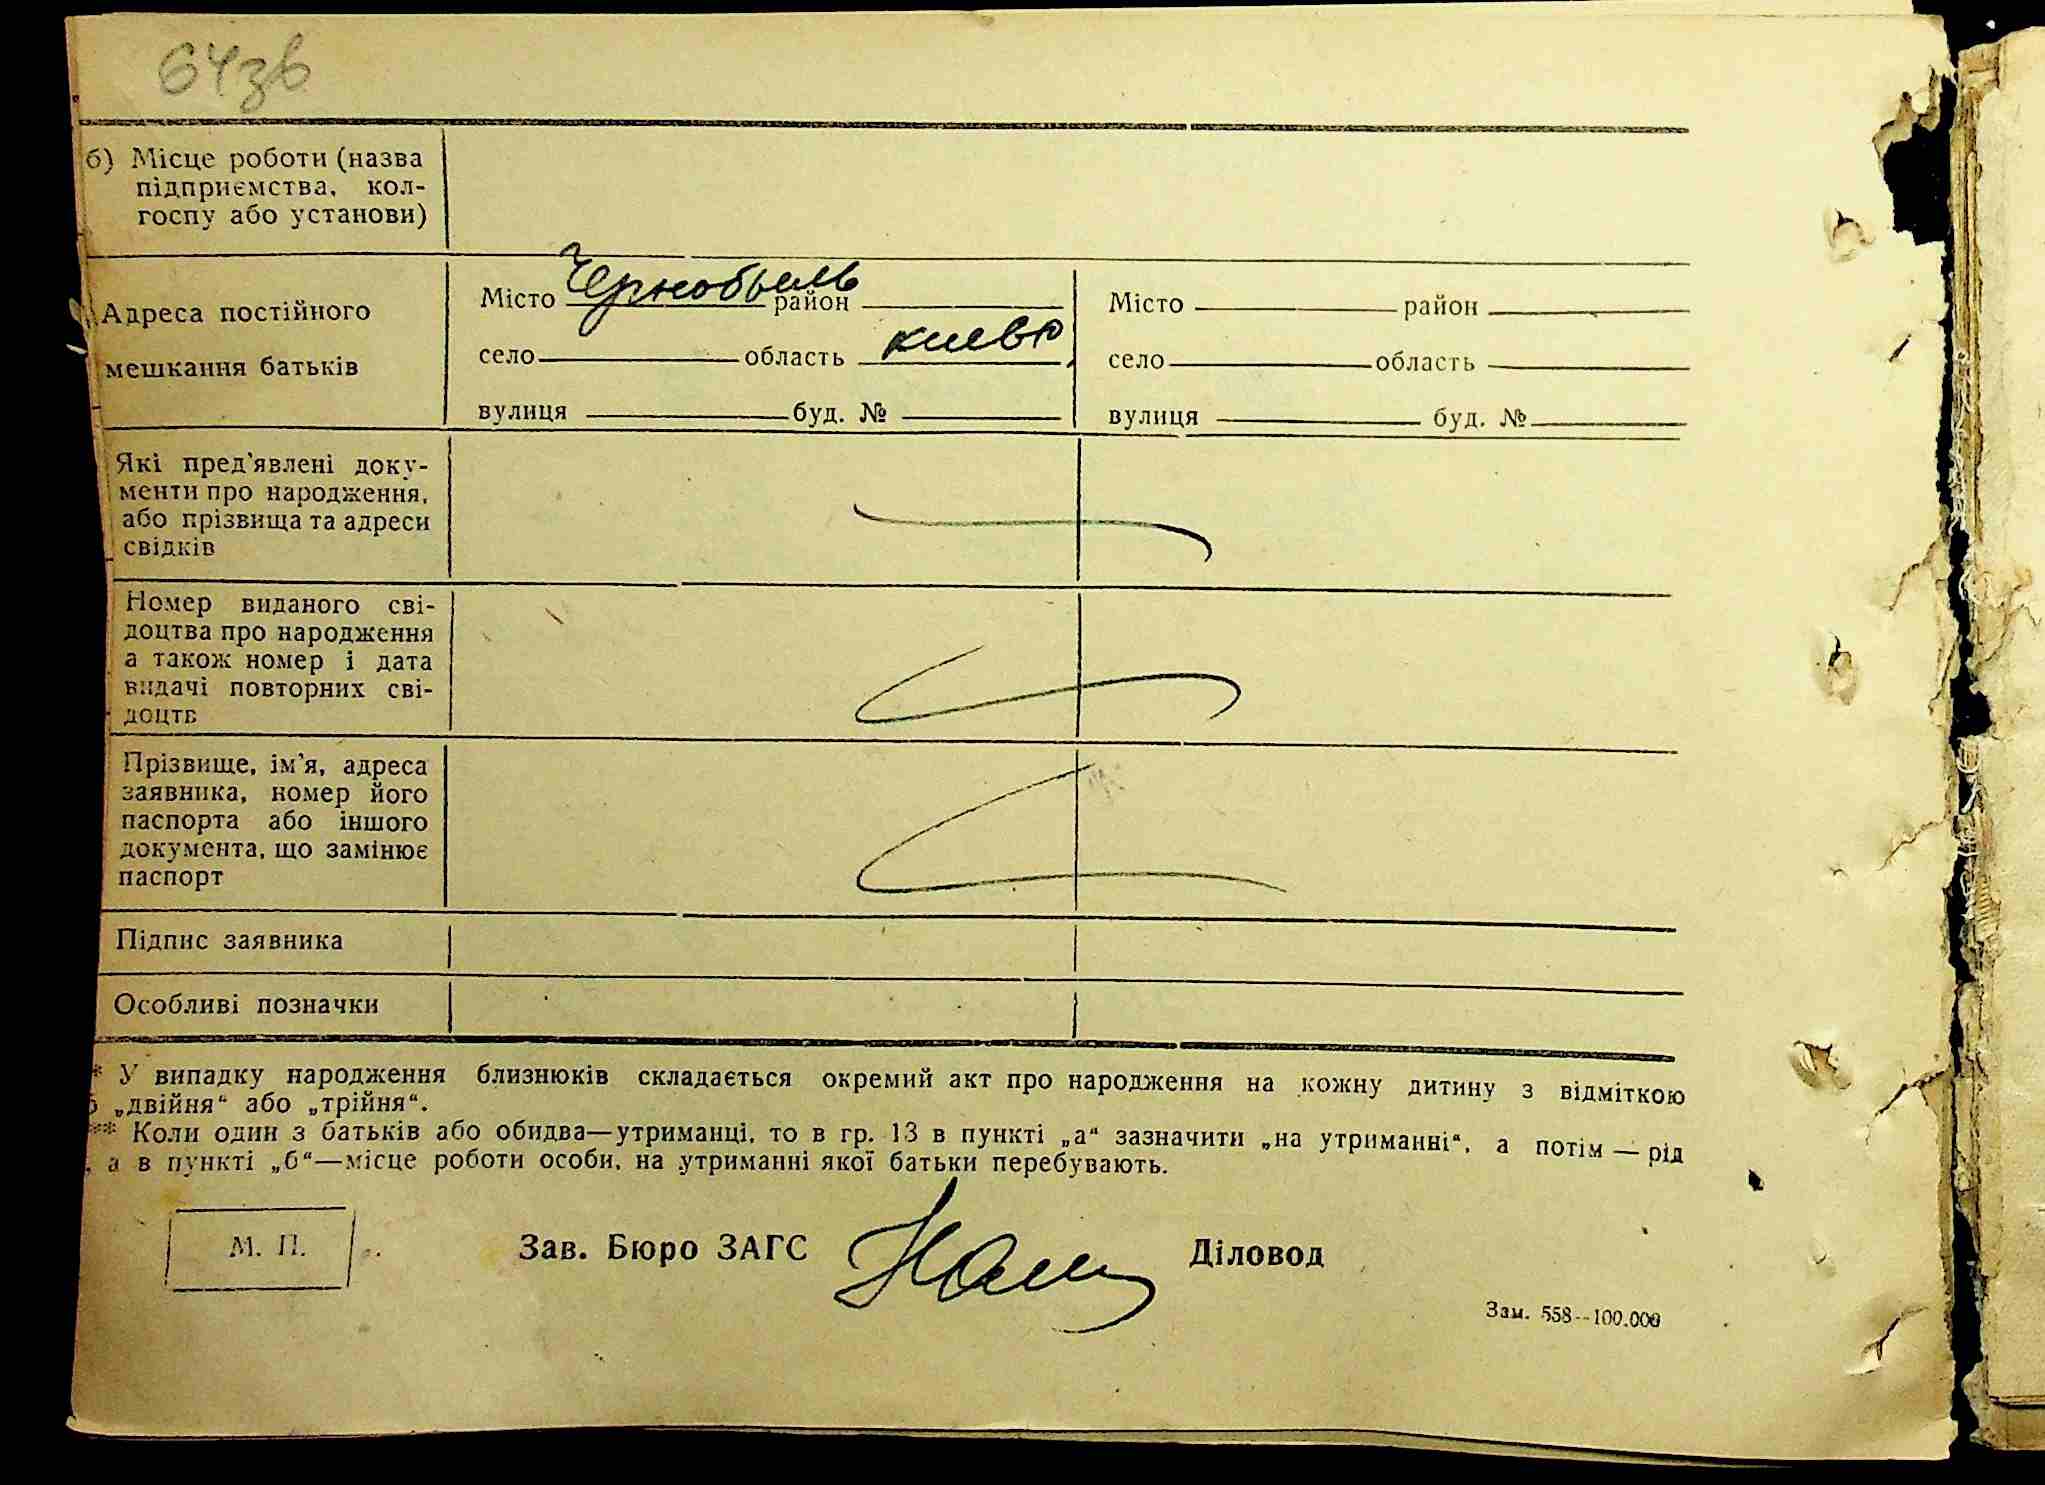 64зв
б) Місце роботи (назва
підприємства, кол-
госпу або установи)
Адреса постійного
мешкання батьків
Місто Чернобыль район
село область киев
вулиця буд. №
Місто район
село область
вулиця буд. №
Які пред'явлені доку-
менти про народження,
або прізвища та адреси
свідків
Номер виданого сві-
доцтва про народження
а також номер і дата
видачі повторних сві-
доцтв
Прізвище, ім'я, адреса
заявника, номер його
паспорта або іншого
документа, що замінює
паспорт
Підпис заявника
Особливі позначки
* У випадку народження близнюків складається окремий акт про народження на кожну дитину з відміткою
„двійня“ або „трійня“.
** Коли один з батьків або обидва—утриманці, то в гр. 13 в пункті „а“ зазначити „на утриманні“, а потім — рід
, а в пункті „б“—місце роботи особи, на утриманні якої батьки перебувають.
М. П.
Зав. Бюро ЗАГС
Діловод
Зам. 558--100.000